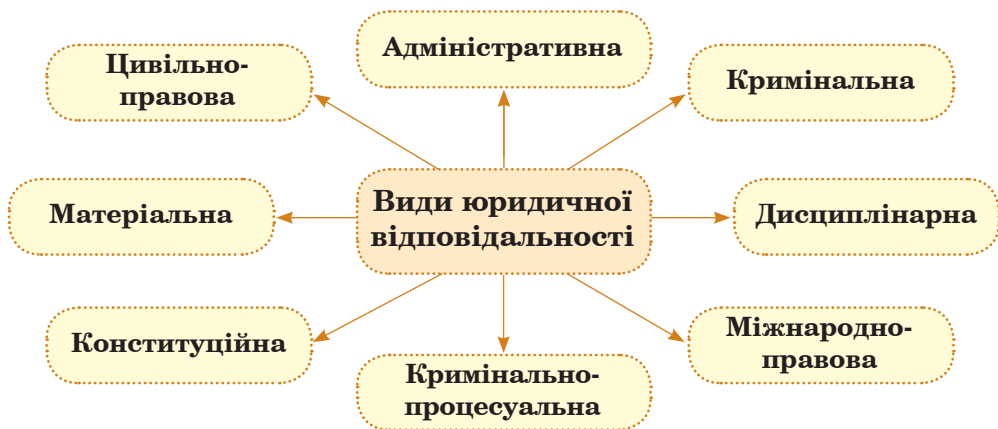 Адміністративна
Цивільно-
правова
Кримінальна
Матеріальна
Види юридичної
відповідальності
Дисциплінарна
Конституційна
Кримінально-
процесуальна
Міжнародно-
правова